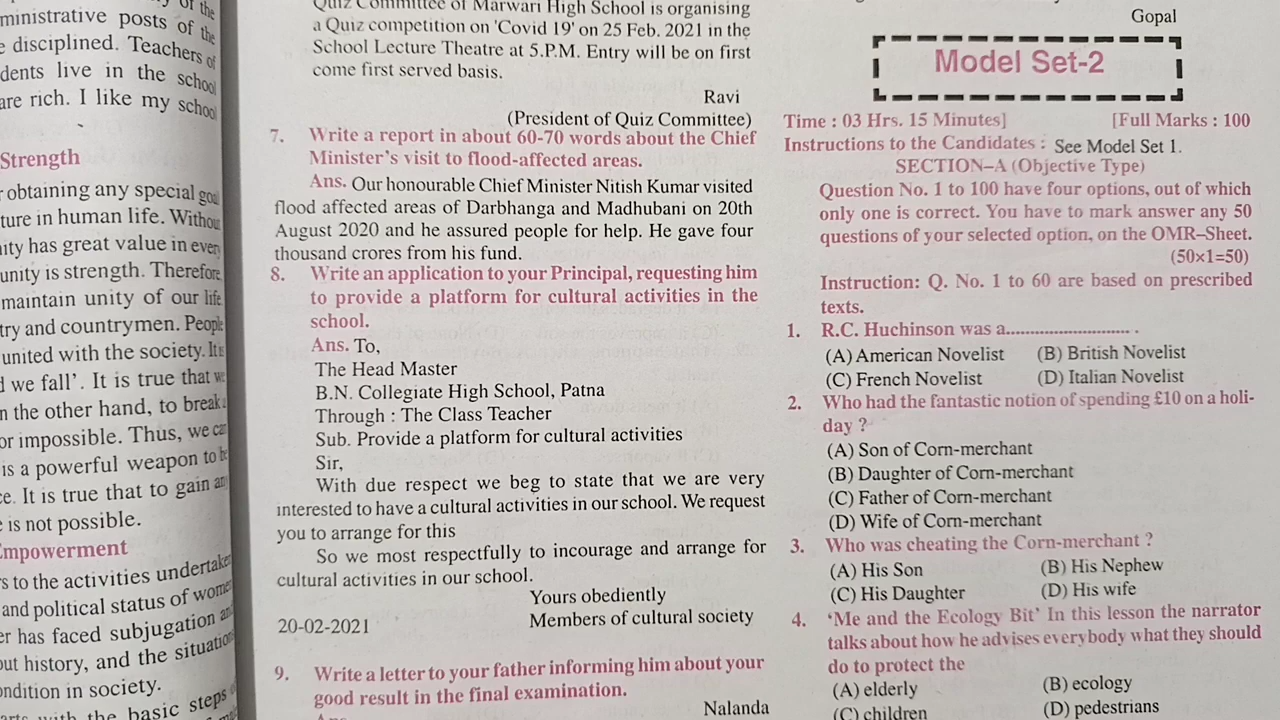 ministrative posts of the
disciplined. Teachers of
dents live in the school
are rich. I like my school
Strength
obtaining any special goal
ture in human life. Without
ity has great value in every
unity is strength. Therefore
maintain unity of our life
try and countrymen. People
united with the society. It is
we fall’. It is true that we
n the other hand, to break a
or impossible. Thus, we can
is a powerful weapon to be
ce. It is true that to gain any
is not possible.
Empowerment
s to the activities undertaken
and political status of women
er has faced subjugation and
out history, and the situation
ondition in society.
with the basic steps
Quiz Committee of Marwari High School is organising
a Quiz competition on 'Covid 19' on 25 Feb. 2021 in the
School Lecture Theatre at 5.P.M. Entry will be on first
come first served basis.
Ravi
(President of Quiz Committee)
7. Write a report in about 60-70 words about the Chief
Minister’s visit to flood-affected areas.
Ans. Our honourable Chief Minister Nitish Kumar visited
flood affected areas of Darbhanga and Madhubani on 20th
August 2020 and he assured people for help. He gave four
thousand crores from his fund.
8. Write an application to your Principal, requesting him
to provide a platform for cultural activities in the
school.
Ans. To,
The Head Master
B.N. Collegiate High School, Patna
Through : The Class Teacher
Sub. Provide a platform for cultural activities
Sir,
With due respect we beg to state that we are very
interested to have a cultural activities in our school. We request
you to arrange for this
So we most respectfully to incourage and arrange for
cultural activities in our school.
Yours obediently
20-02-2021 Members of cultural society
9. Write a letter to your father informing him about your
good result in the final examination.
Ans.
Nalanda
Gopal
Model Set-2
Time : 03 Hrs. 15 Minutes] [Full Marks : 100
Instructions to the Candidates : See Model Set 1.
SECTION–A (Objective Type)
Question No. 1 to 100 have four options, out of which
only one is correct. You have to mark answer any 50
questions of your selected option, on the OMR–Sheet.
(50×1=50)
Instruction: Q. No. 1 to 60 are based on prescribed
texts.
1. R.C. Huchinson was a............................... .
(A) American Novelist (B) British Novelist
(C) French Novelist (D) Italian Novelist
2. Who had the fantastic notion of spending £10 on a holi-
day ?
(A) Son of Corn-merchant
(B) Daughter of Corn-merchant
(C) Father of Corn-merchant
(D) Wife of Corn-merchant
3. Who was cheating the Corn-merchant ?
(A) His Son (B) His Nephew
(C) His Daughter (D) His wife
4. ‘Me and the Ecology Bit’ In this lesson the narrator
talks about how he advises everybody what they should
do to protect the
(A) elderly (B) ecology
(C) children (D) pedestrians